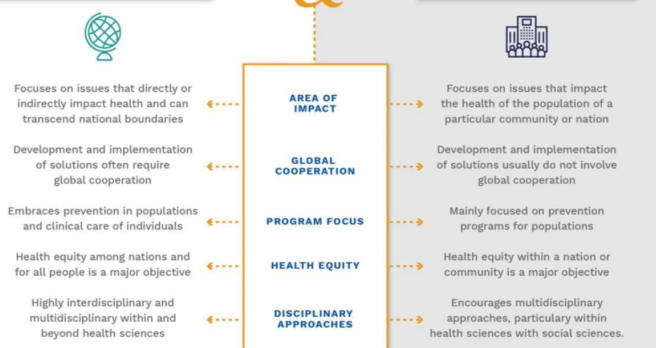 &
Focuses on issues that directly or
indirectly impact health and can
transcend national boundaries
AREA OF
IMPACT
Focuses on issues that impact
the health of the population of a
particular community or nation
Development and implementation
of solutions often require
global cooperation
GLOBAL
COOPERATION
Development and implementation
of solutions usually do not involve
global cooperation
Embraces prevention in populations
and clinical care of individuals
PROGRAM FOCUS
Mainly focused on prevention
programs for populations
Health equity among nations and
for all people is a major objective
HEALTH EQUITY
Health equity within a nation or
community is a major objective
Highly interdisciplinary and
multidisciplinary within and
beyond health sciences
DISCIPLINARY
APPROACHES
Encourages multidisciplinary
approaches, particulary within
health sciences with social sciences.